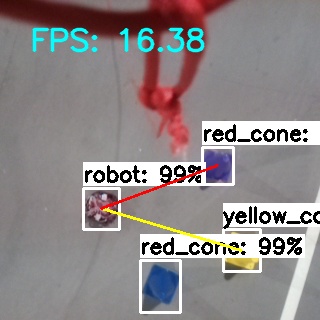 FPS: 16.38
red_cone:
robot: 99%
yellow_co
red_cone: 99%